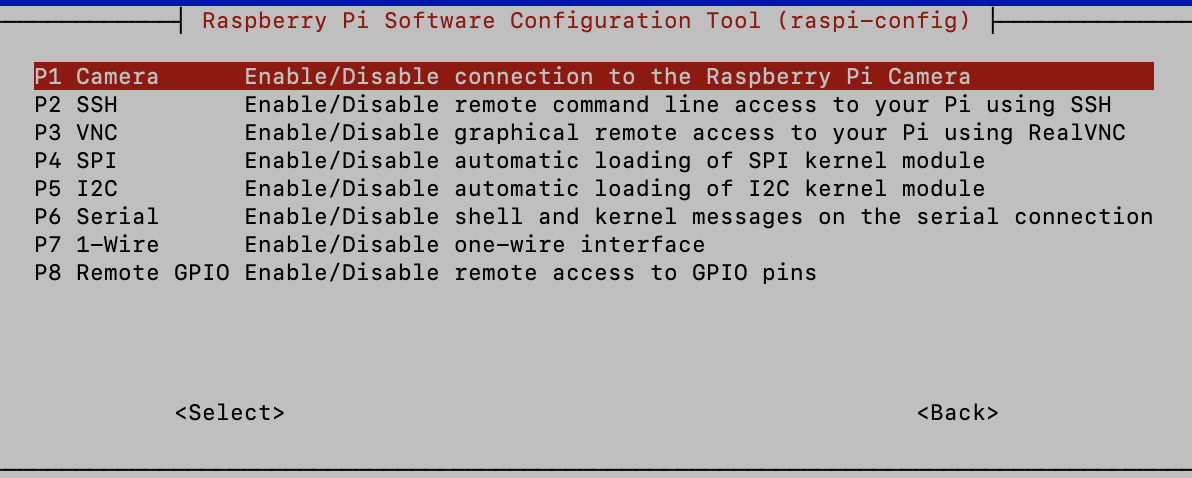 Raspberry Pi Software Configuration Tool (raspi-config)
P1 Camera Enable/Disable connection to the Raspberry Pi Camera
P2 SSH Enable/Disable remote command line access to your Pi using SSH
P3 VNC Enable/Disable graphical remote access to your Pi using RealVNC
P4 SPI Enable/Disable automatic loading of SPI kernel module
P5 I2C Enable/Disable automatic loading of I2C kernel module
P6 Serial Enable/Disable shell and kernel messages on the serial connection
P7 1-Wire Enable/Disable one-wire interface
P8 Remote GPIO Enable/Disable remote access to GPIO pins
<Select> <Back>